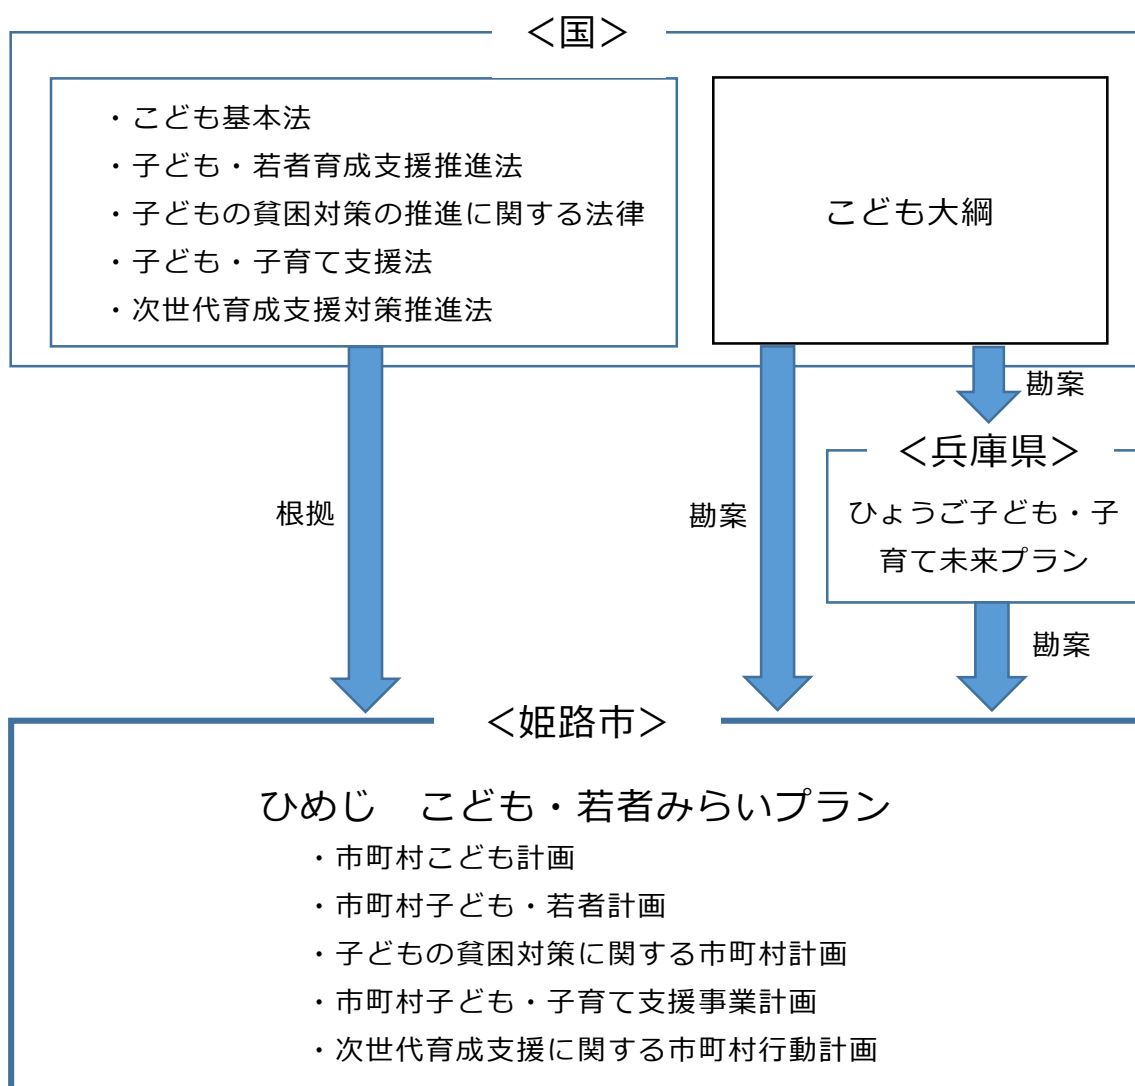 ＜国＞
・こども基本法
・子ども・若者育成支援推進法
・子どもの貧困対策の推進に関する法律
・子ども・子育て支援法
・次世代育成支援対策推進法
こども大綱
勘案
＜兵庫県＞
ひょうご子ども・子
育て未来プラン
根拠
勘案
勘案
＜姫路市＞
ひめじ　こども・若者みらいプラン
・市町村こども計画
・市町村子ども・若者計画
・子どもの貧困対策に関する市町村計画
・市町村子ども・子育て支援事業計画
・次世代育成支援に関する市町村行動計画